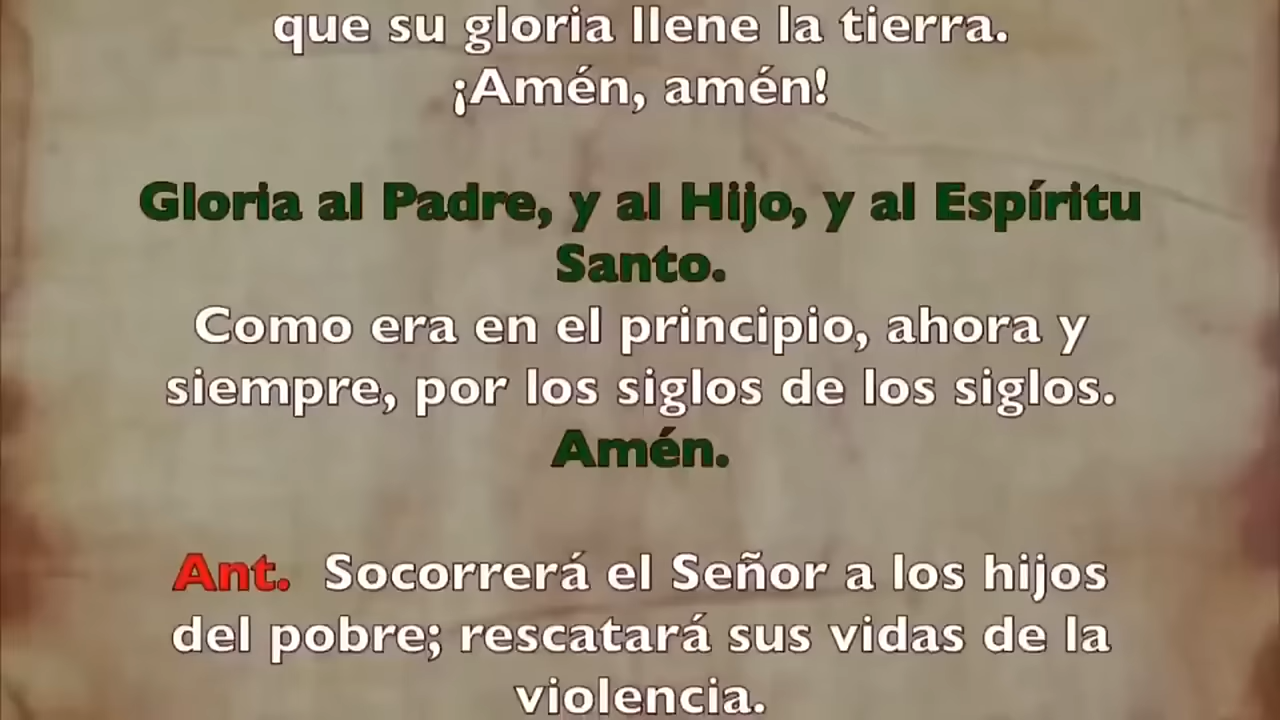 que su gloria llene la tierra.
¡Amén, amén!
Gloria al Padre, y al Hijo, y al Espíritu
Santo.
Como era en el principio, ahora y
siempre, por los siglos de los siglos.
Amén.
Ant. Socorrerá el Señor a los hijos
del pobre; rescatará sus vidas de la
violencia.